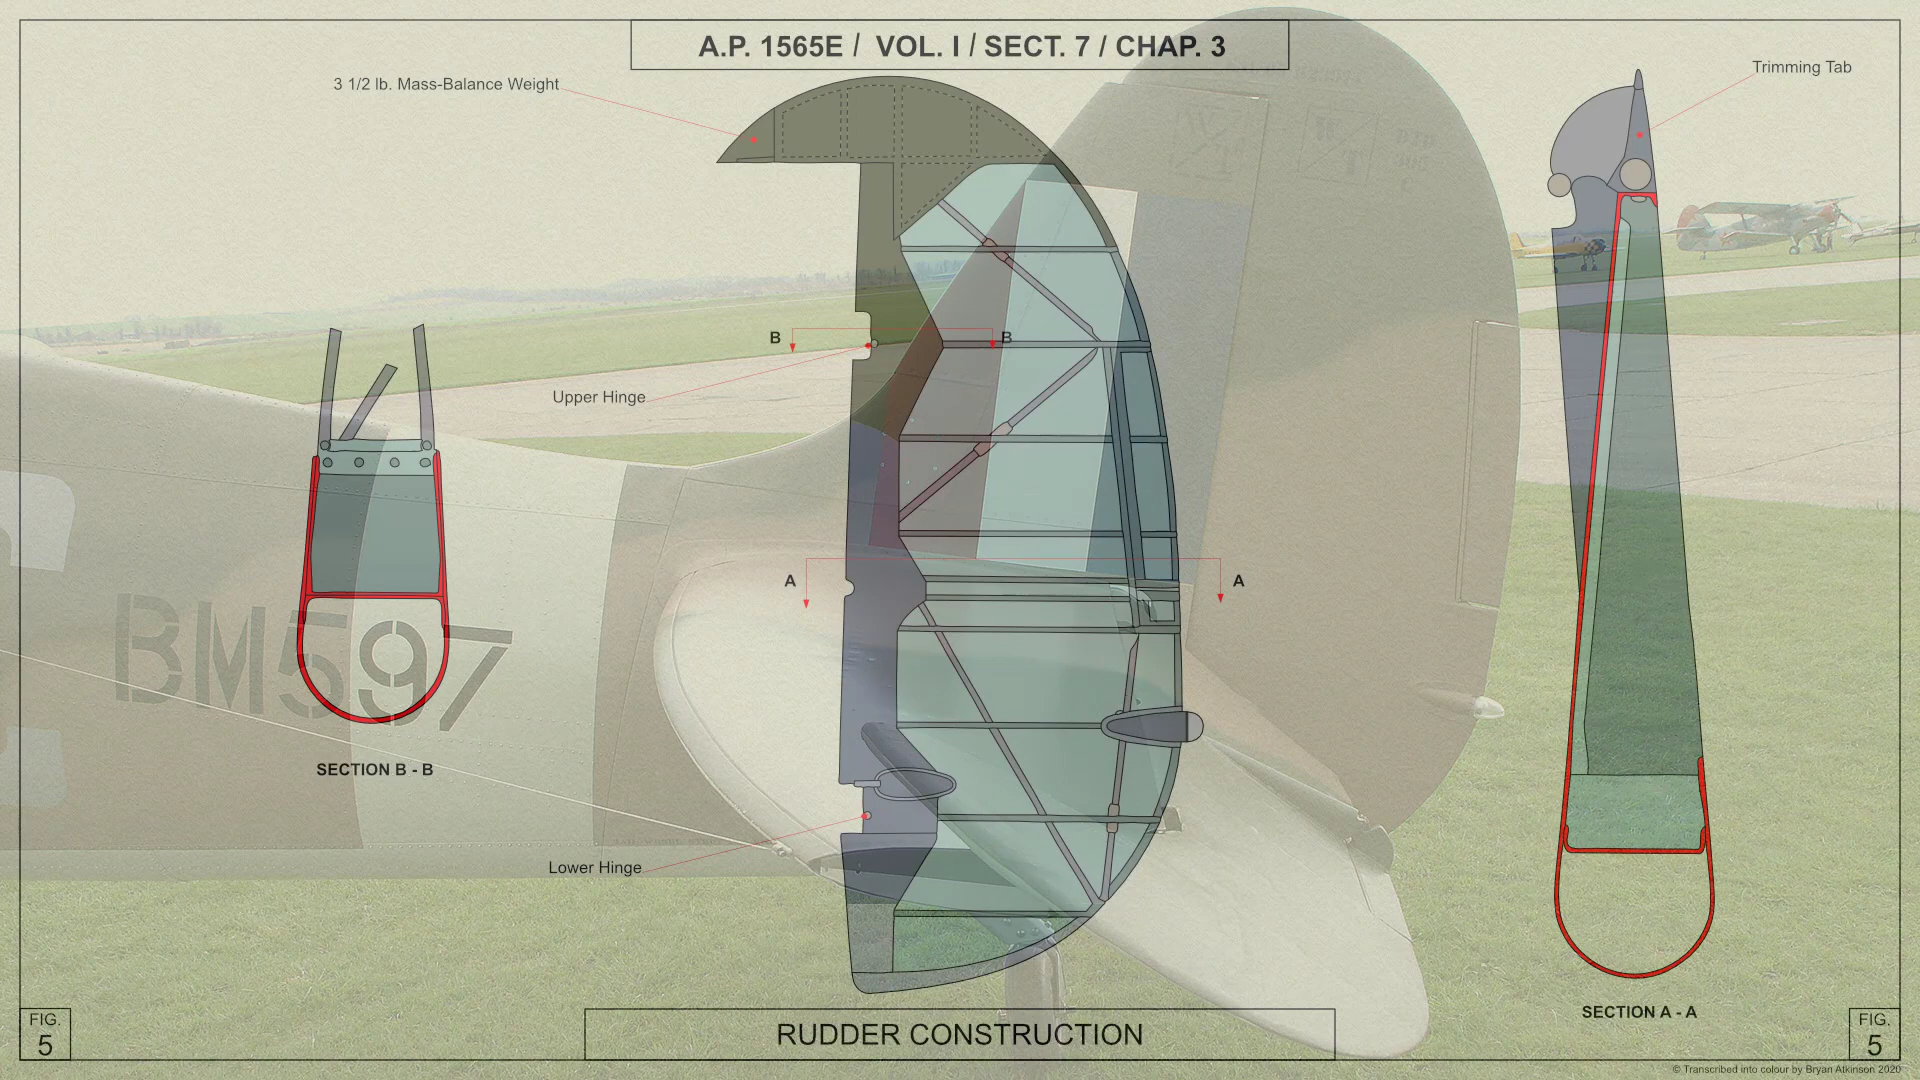 A.P. 1565E / VOL. I / SECT. 7 / CHAP. 3
3 1/2 lb. Mass-Balance Weight
Trimming Tab
B B
Upper Hinge
A A
BM597
SECTION B - B
Lower Hinge
SECTION A - A
FIG.
5
RUDDER CONSTRUCTION
FIG.
5
© Transcribed into colour by Bryan Atkinson 2020